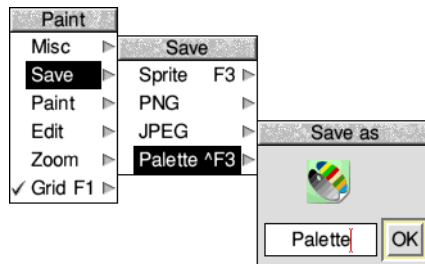 Paint
Misc
Save
Paint
Edit
Zoom
✓ Grid F1
Save
Sprite F3
PNG
JPEG
Palette ^F3
Save as
Palette
OK